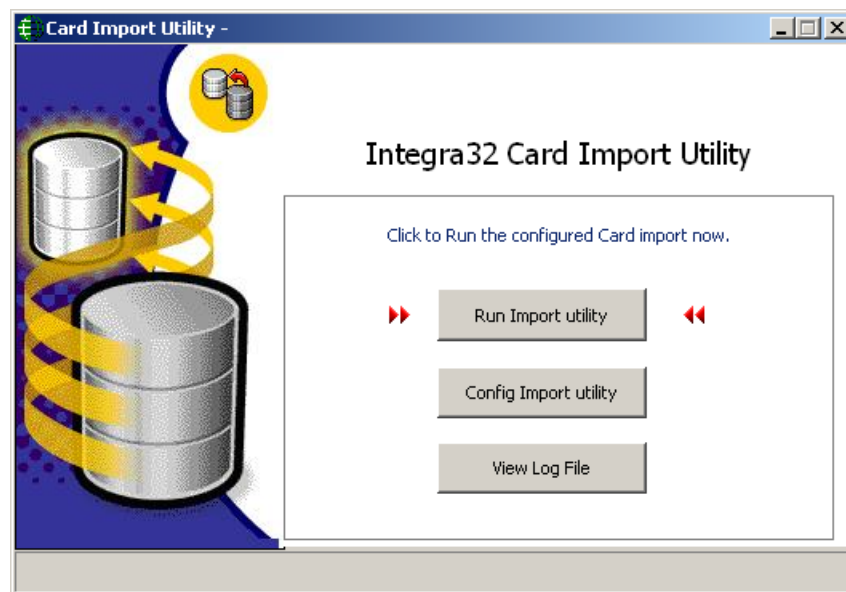 Card Import Utility -
Integra32 Card Import Utility
Click to Run the configured Card import now.
Run Import utility
Config Import utility
View Log File